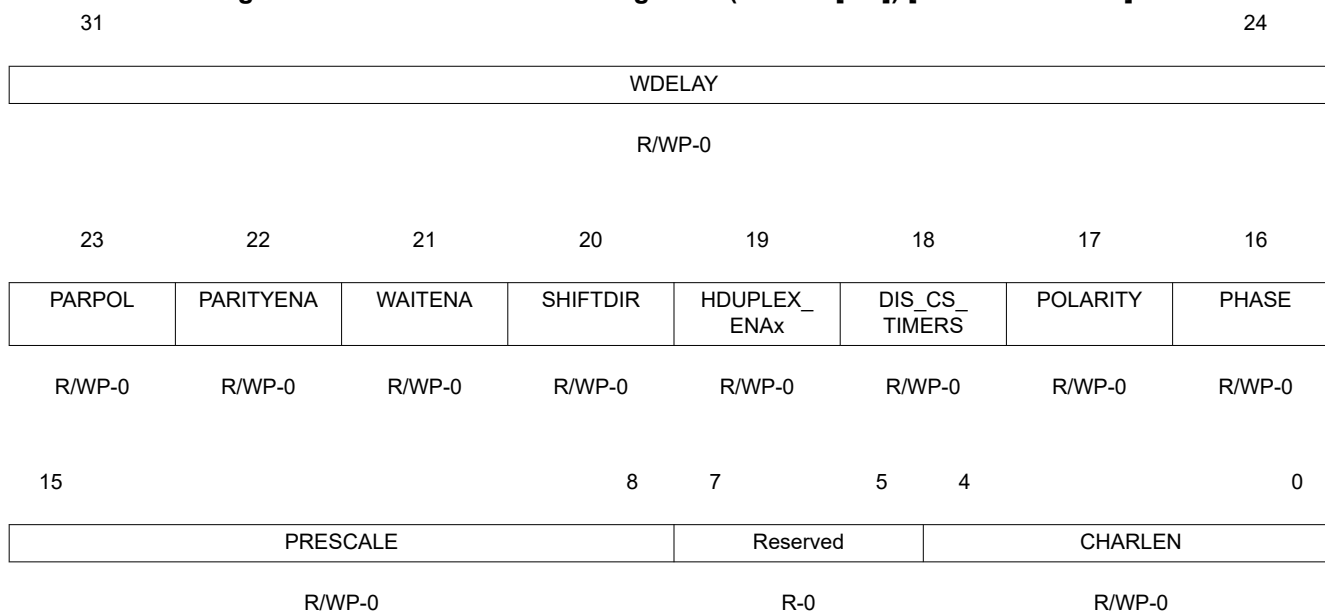 31 24
WDELAY
R/WP-0
23 22 21 20 19 18 17 16
PARPOL PARITYENA WAITENA SHIFTDIR HDUPLEX_ DIS_CS_ POLARITY PHASE
ENAx TIMERS
R/WP-0 R/WP-0 R/WP-0 R/WP-0 R/WP-0 R/WP-0 R/WP-0 R/WP-0
15 8 7 5 4 0
PRESCALE Reserved CHARLEN
R/WP-0 R-0 R/WP-0